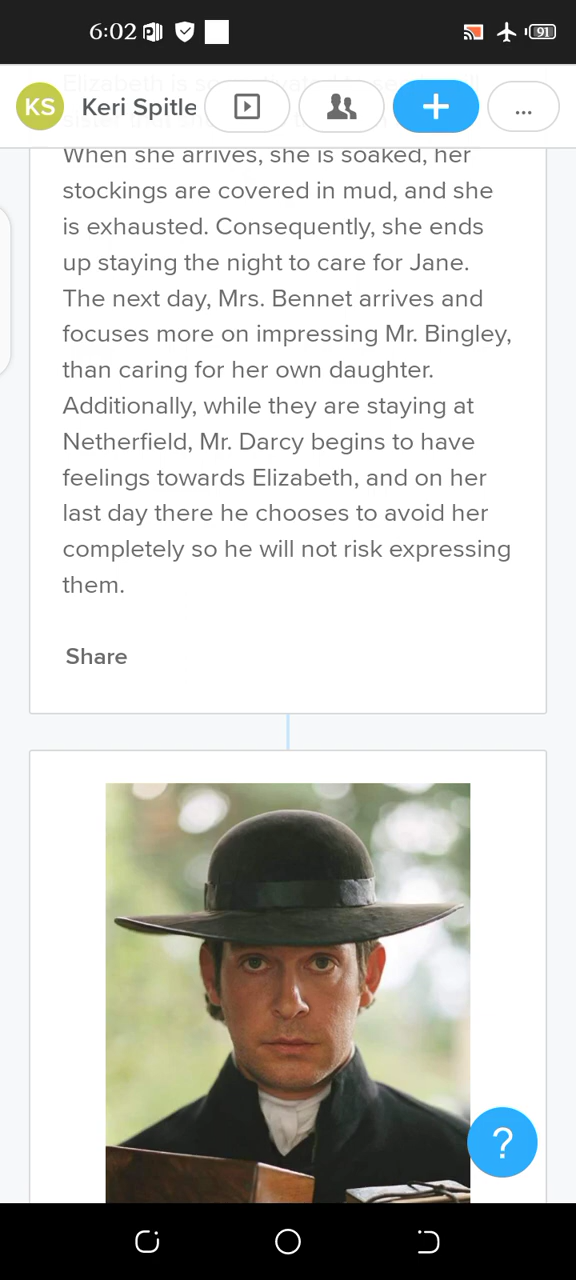 6:02
91
KS
Keri Spitle
...
When she arrives, she is soaked, her
stockings are covered in mud, and she
is exhausted. Consequently, she ends
up staying the night to care for Jane.
The next day, Mrs. Bennet arrives and
focuses more on impressing Mr. Bingley,
than caring for her own daughter.
Additionally, while they are staying at
Netherfield, Mr. Darcy begins to have
feelings towards Elizabeth, and on her
last day there he chooses to avoid her
completely so he will not risk expressing
them.
Share
?